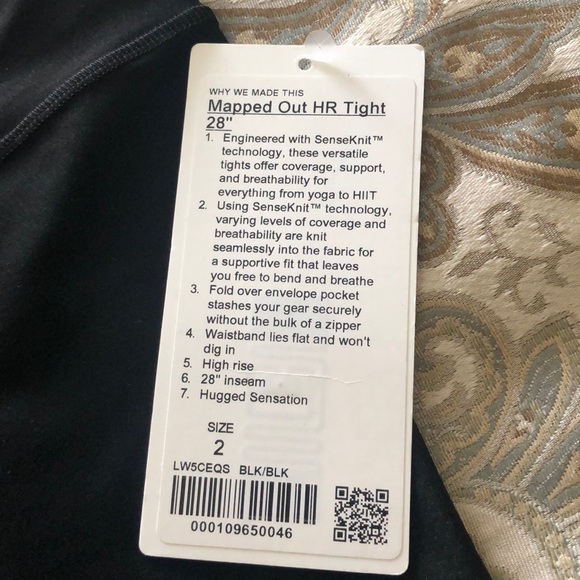 WHY WE MADE THIS
Mapped Out HR Tight
28"
1. Engineered with SenseKnit™
technology, these versatile
tights offer coverage, support,
and breathability for
everything from yoga to HIIT
2. Using SenseKnit™ technology,
varying levels of coverage and
breathability are knit
seamlessly into the fabric for
a supportive fit that leaves
you free to bend and breathe
3. Fold over envelope pocket
stashes your gear securely
without the bulk of a zipper
4. Waistband lies flat and won't
dig in
5. High rise
6. 28" inseam
7. Hugged Sensation
SIZE
2
LW5CEQS BLK/BLK
000109650046